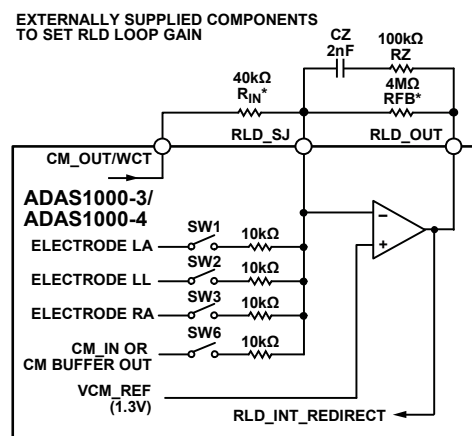 EXTERNALLY SUPPLIED COMPONENTS
TO SET RLD LOOP GAIN
CZ
2nF
100kΩ
RZ
40kΩ
R_IN*
4MΩ
RFB*
RLD_SJ
RLD_OUT
CM_OUT/WCT
ADAS1000-3/
ADAS1000-4
SW1
10kΩ
ELECTRODE LA
SW2
10kΩ
ELECTRODE LL
SW3
10kΩ
ELECTRODE RA
SW6
10kΩ
CM_IN OR
CM BUFFER OUT
VCM_REF
(1.3V)
RLD_INT_REDIRECT
−
+